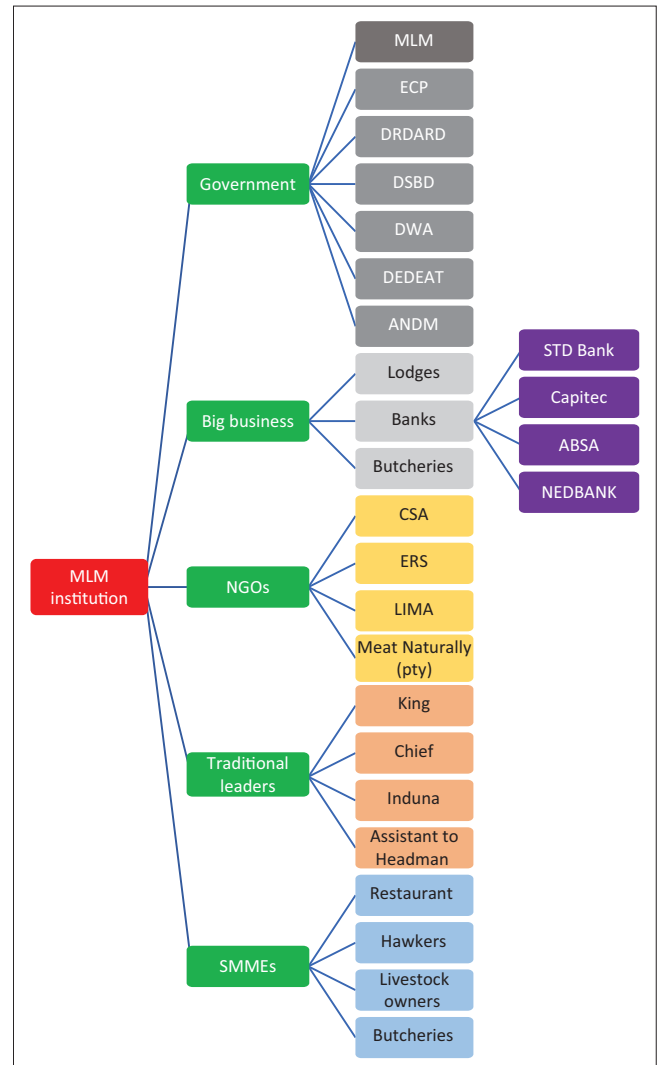 MLM
ECP
DRDARD
Government
DSBD
DWA
DEDEAT
ANDM
STD Bank
Lodges
Capitec
Big business
Banks
ABSA
Butcheries
NEDBANK
CSA
ERS
MLM
institution
NGOs
LIMA
Meat Naturally
(pty)
King
Traditional
leaders
Chief
Induna
Assistant to
Headman
Restaurant
Hawkers
SMMEs
Livestock
owners
Butcheries